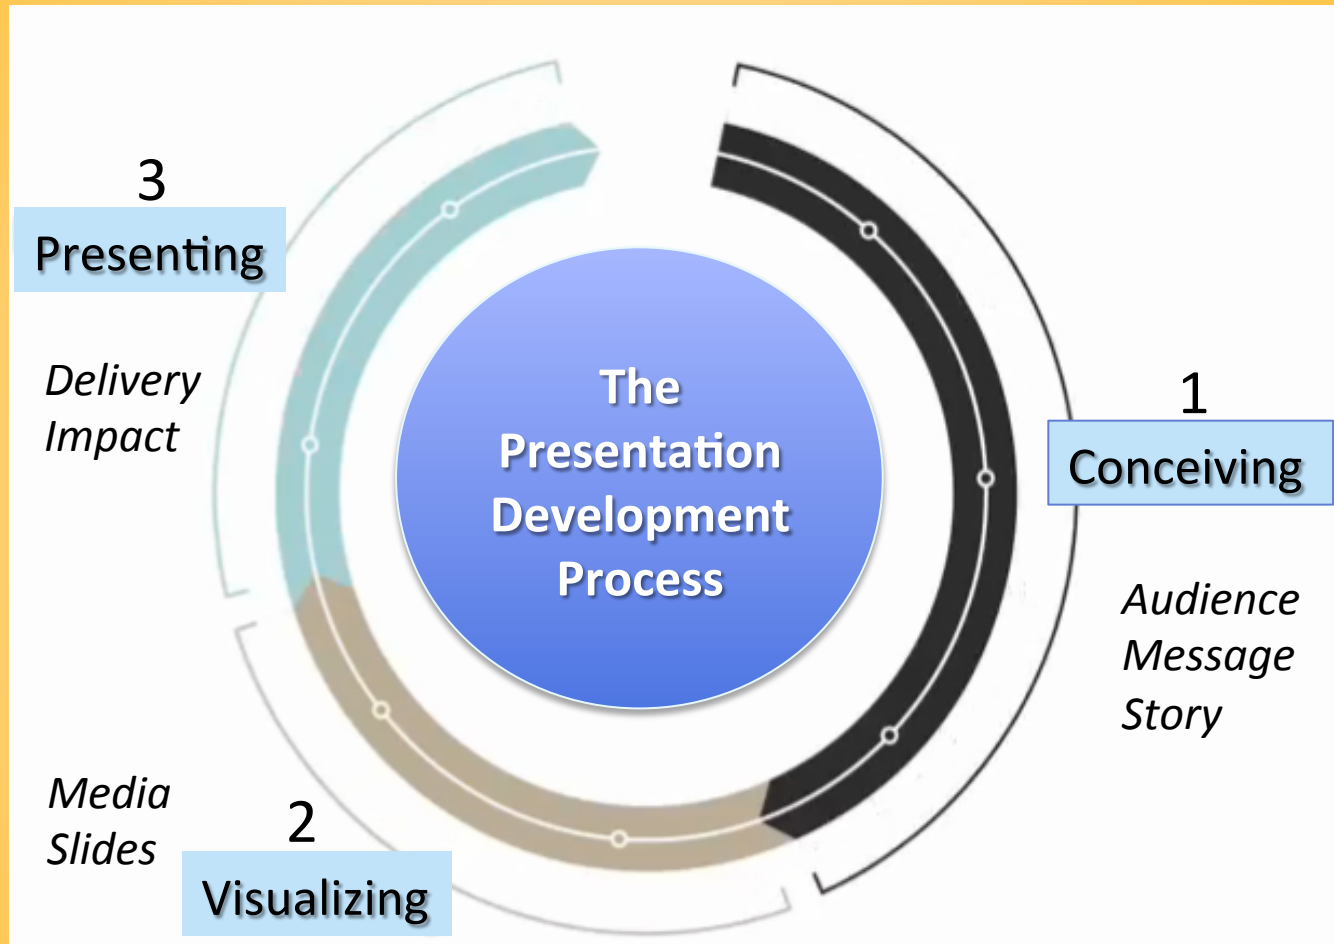 The
Presentation
Development
Process
1
Conceiving
Audience
Message
Story
2
Visualizing
Media
Slides
3
Presenting
Delivery
Impact